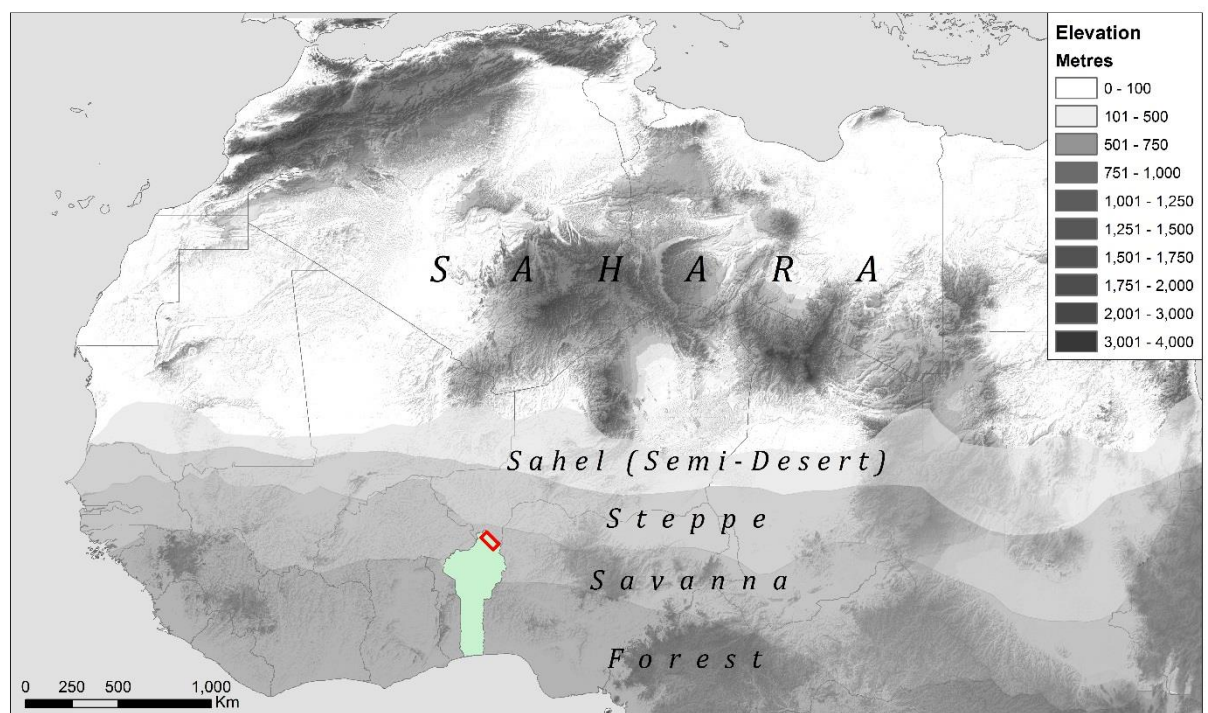 Elevation
Metres
0 - 100
101 - 500
501 - 750
751 - 1,000
1,001 - 1,250
1,251 - 1,500
1,501 - 1,750
1,751 - 2,000
2,001 - 3,000
3,001 - 4,000
S A H A R A
Sahel (Semi-Desert)
Steppe
Savanna
Forest
0 250 500 1,000
Km